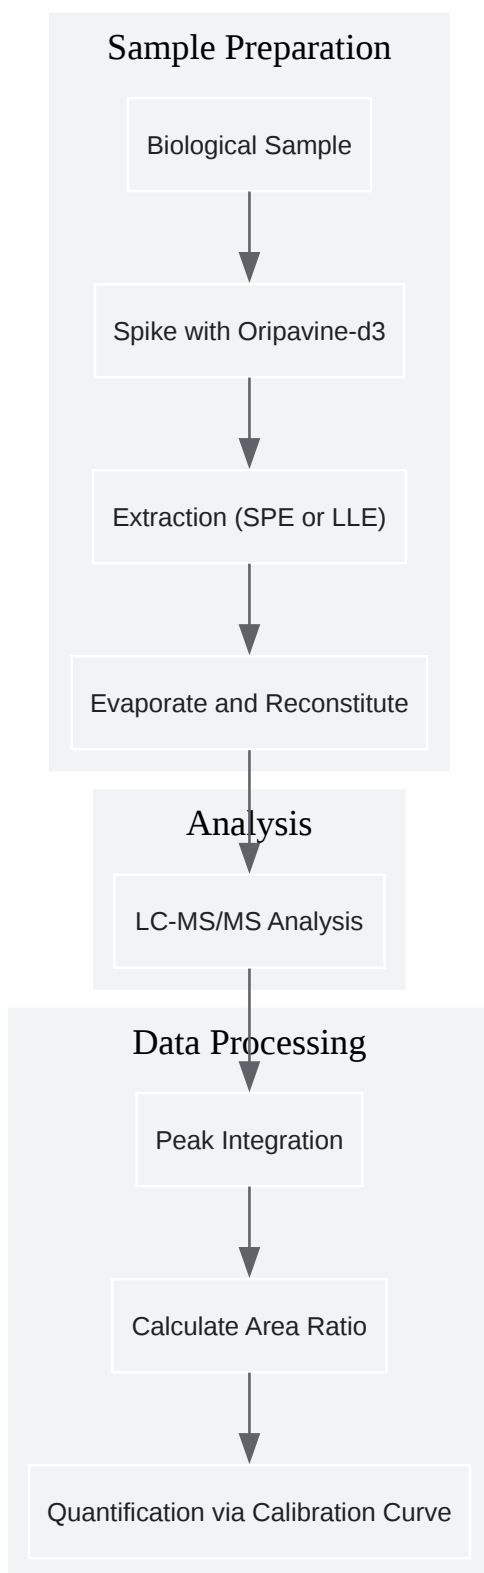 Sample Preparation
Biological Sample
Spike with Oripavine-d3
Extraction (SPE or LLE)
Evaporate and Reconstitute
Analysis
LC-MS/MS Analysis
Data Processing
Peak Integration
Calculate Area Ratio
Quantification via Calibration Curve